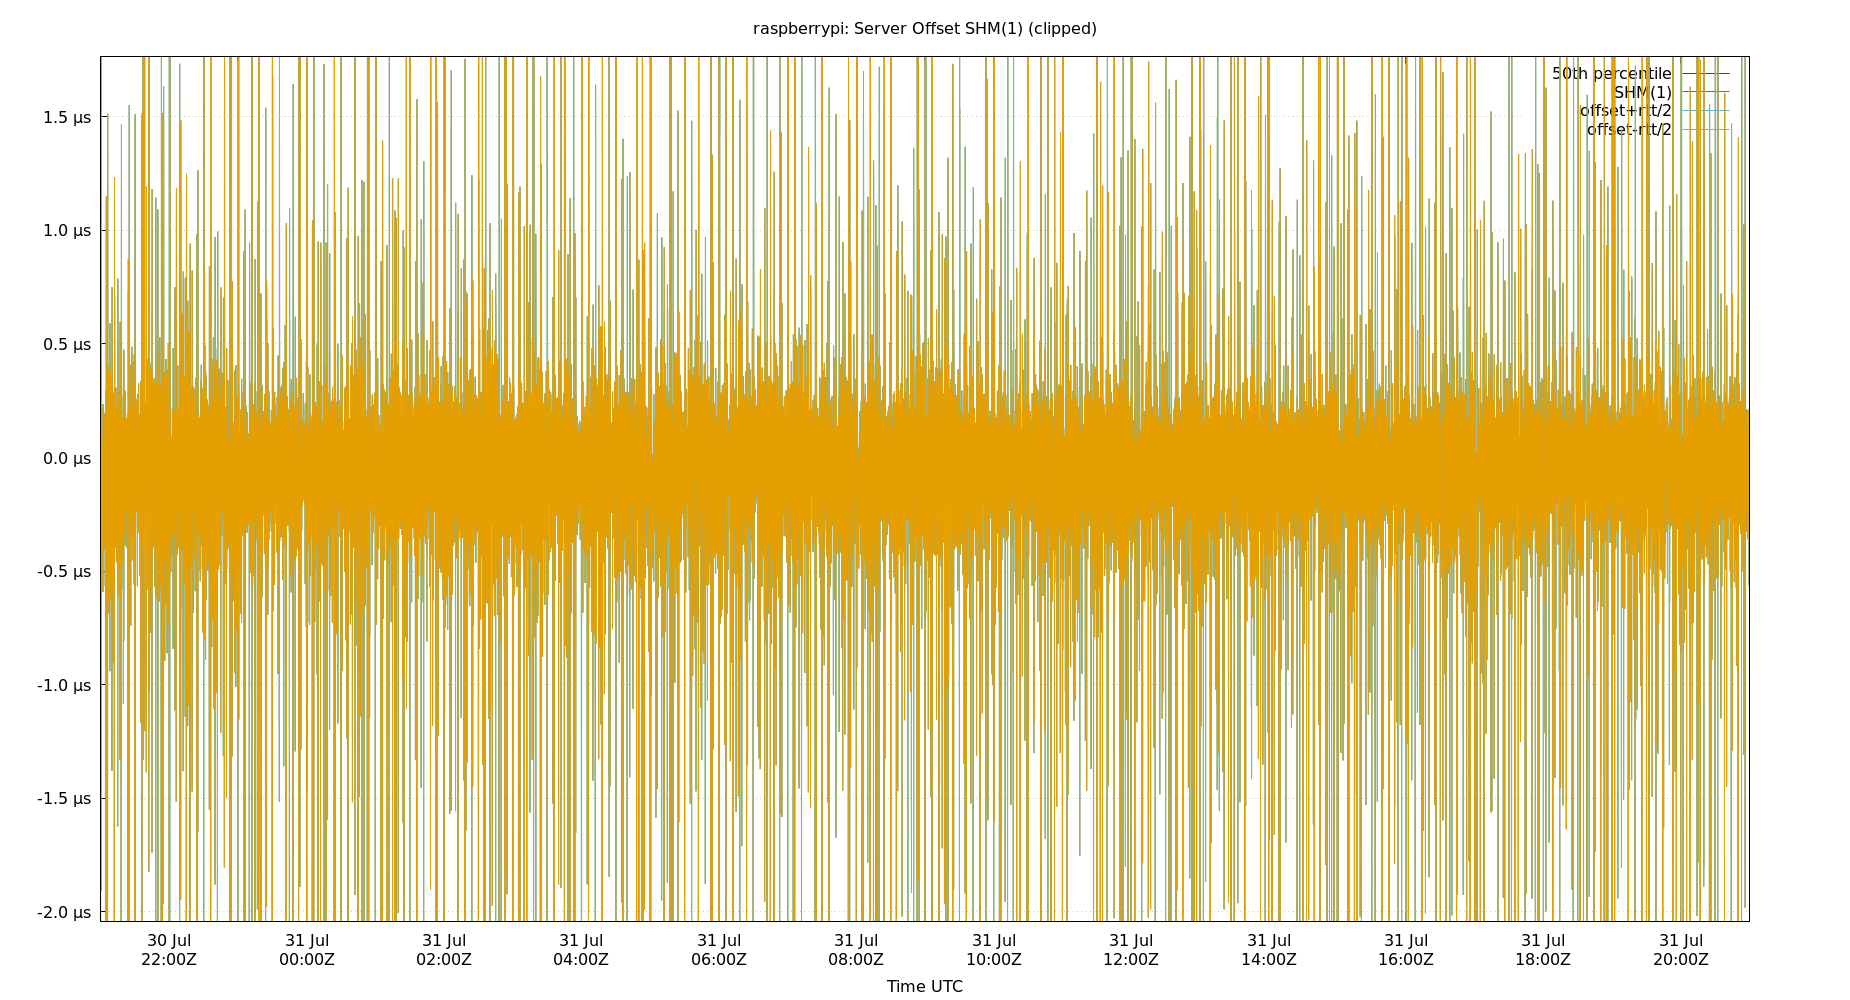 raspberrypi: Server Offset SHM(1) (clipped)
50th percentile
SHM(1)
offset+rtt/2
offset-rtt/2
1.5 µs
1.0 µs
0.5 µs
0.0 µs
-0.5 µs
-1.0 µs
-1.5 µs
-2.0 µs
30 Jul 31 Jul 31 Jul 31 Jul 31 Jul 31 Jul 31 Jul 31 Jul 31 Jul 31 Jul 31 Jul 31 Jul
22:00Z 00:00Z 02:00Z 04:00Z 06:00Z 08:00Z 10:00Z 12:00Z 14:00Z 16:00Z 18:00Z 20:00Z
Time UTC